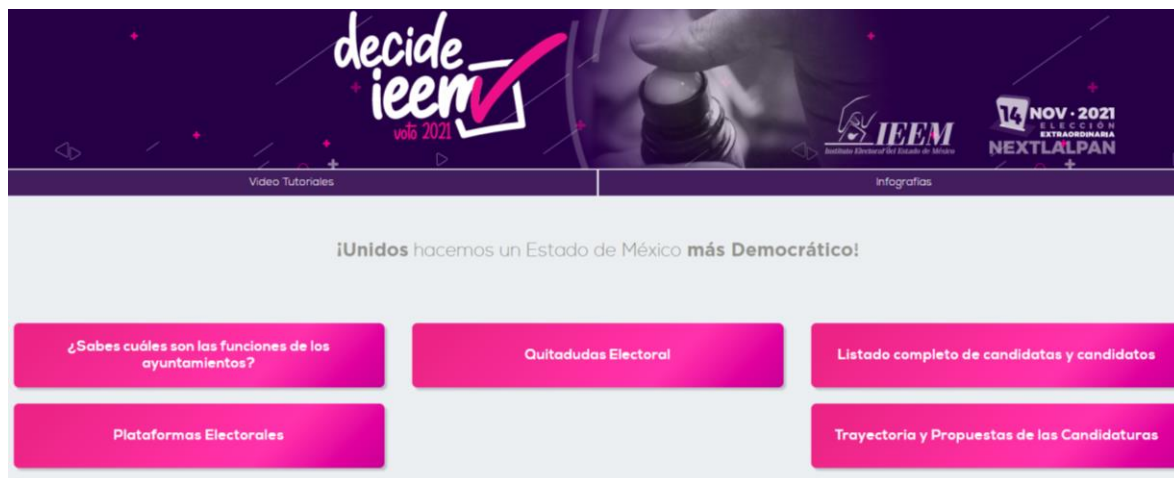 decide
ieem
voto 2021
IEEM
Instituto Electoral del Estado de México
14 NOV · 2021
ELECCIÓN
EXTRAORDINARIA
NEXTLALPAN
Video Tutoriales
Infografías
¡Unidos hacemos un Estado de México más Democrático!
¿Sabes cuáles son las funciones de los
ayuntamientos?
Quitadudas Electoral
Listado completo de candidatas y candidatos
Plataformas Electorales
Trayectoria y Propuestas de las Candidaturas